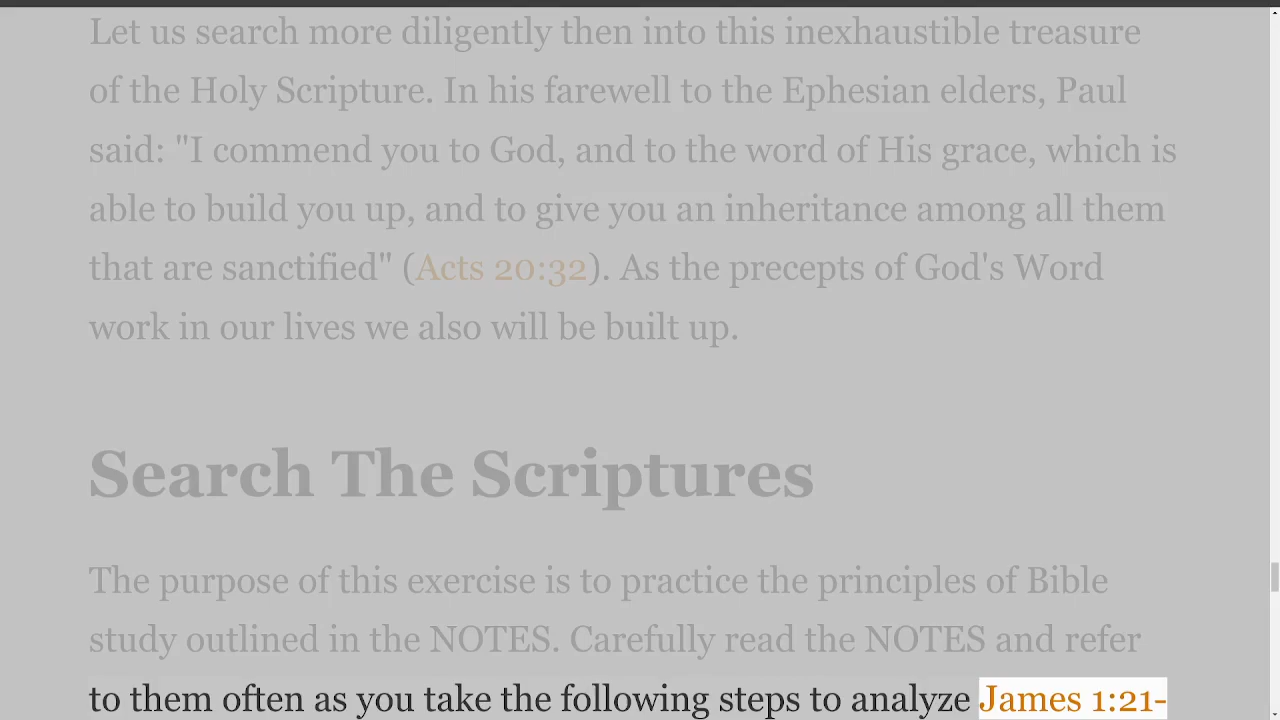 Let us search more diligently then into this inexhaustible treasure
of the Holy Scripture. In his farewell to the Ephesian elders, Paul
said: "I commend you to God, and to the word of His grace, which is
able to build you up, and to give you an inheritance among all them
that are sanctified" (Acts 20:32). As the precepts of God's Word
work in our lives we also will be built up.
Search The Scriptures
The purpose of this exercise is to practice the principles of Bible
study outlined in the NOTES. Carefully read the NOTES and refer
to them often as you take the following steps to analyze James 1:21-